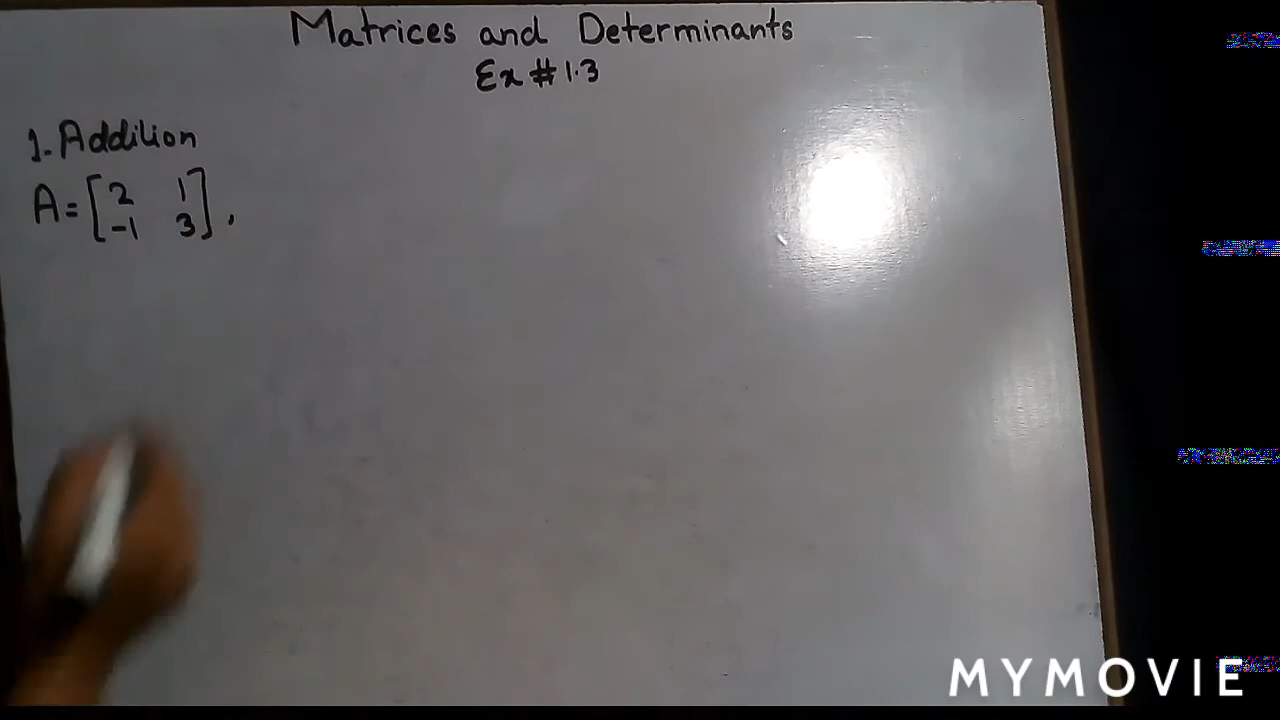 Matrices and Determinants
Ex # 1.3
1. Addilion
A = [2 1
-1 3],
MYMOVIE